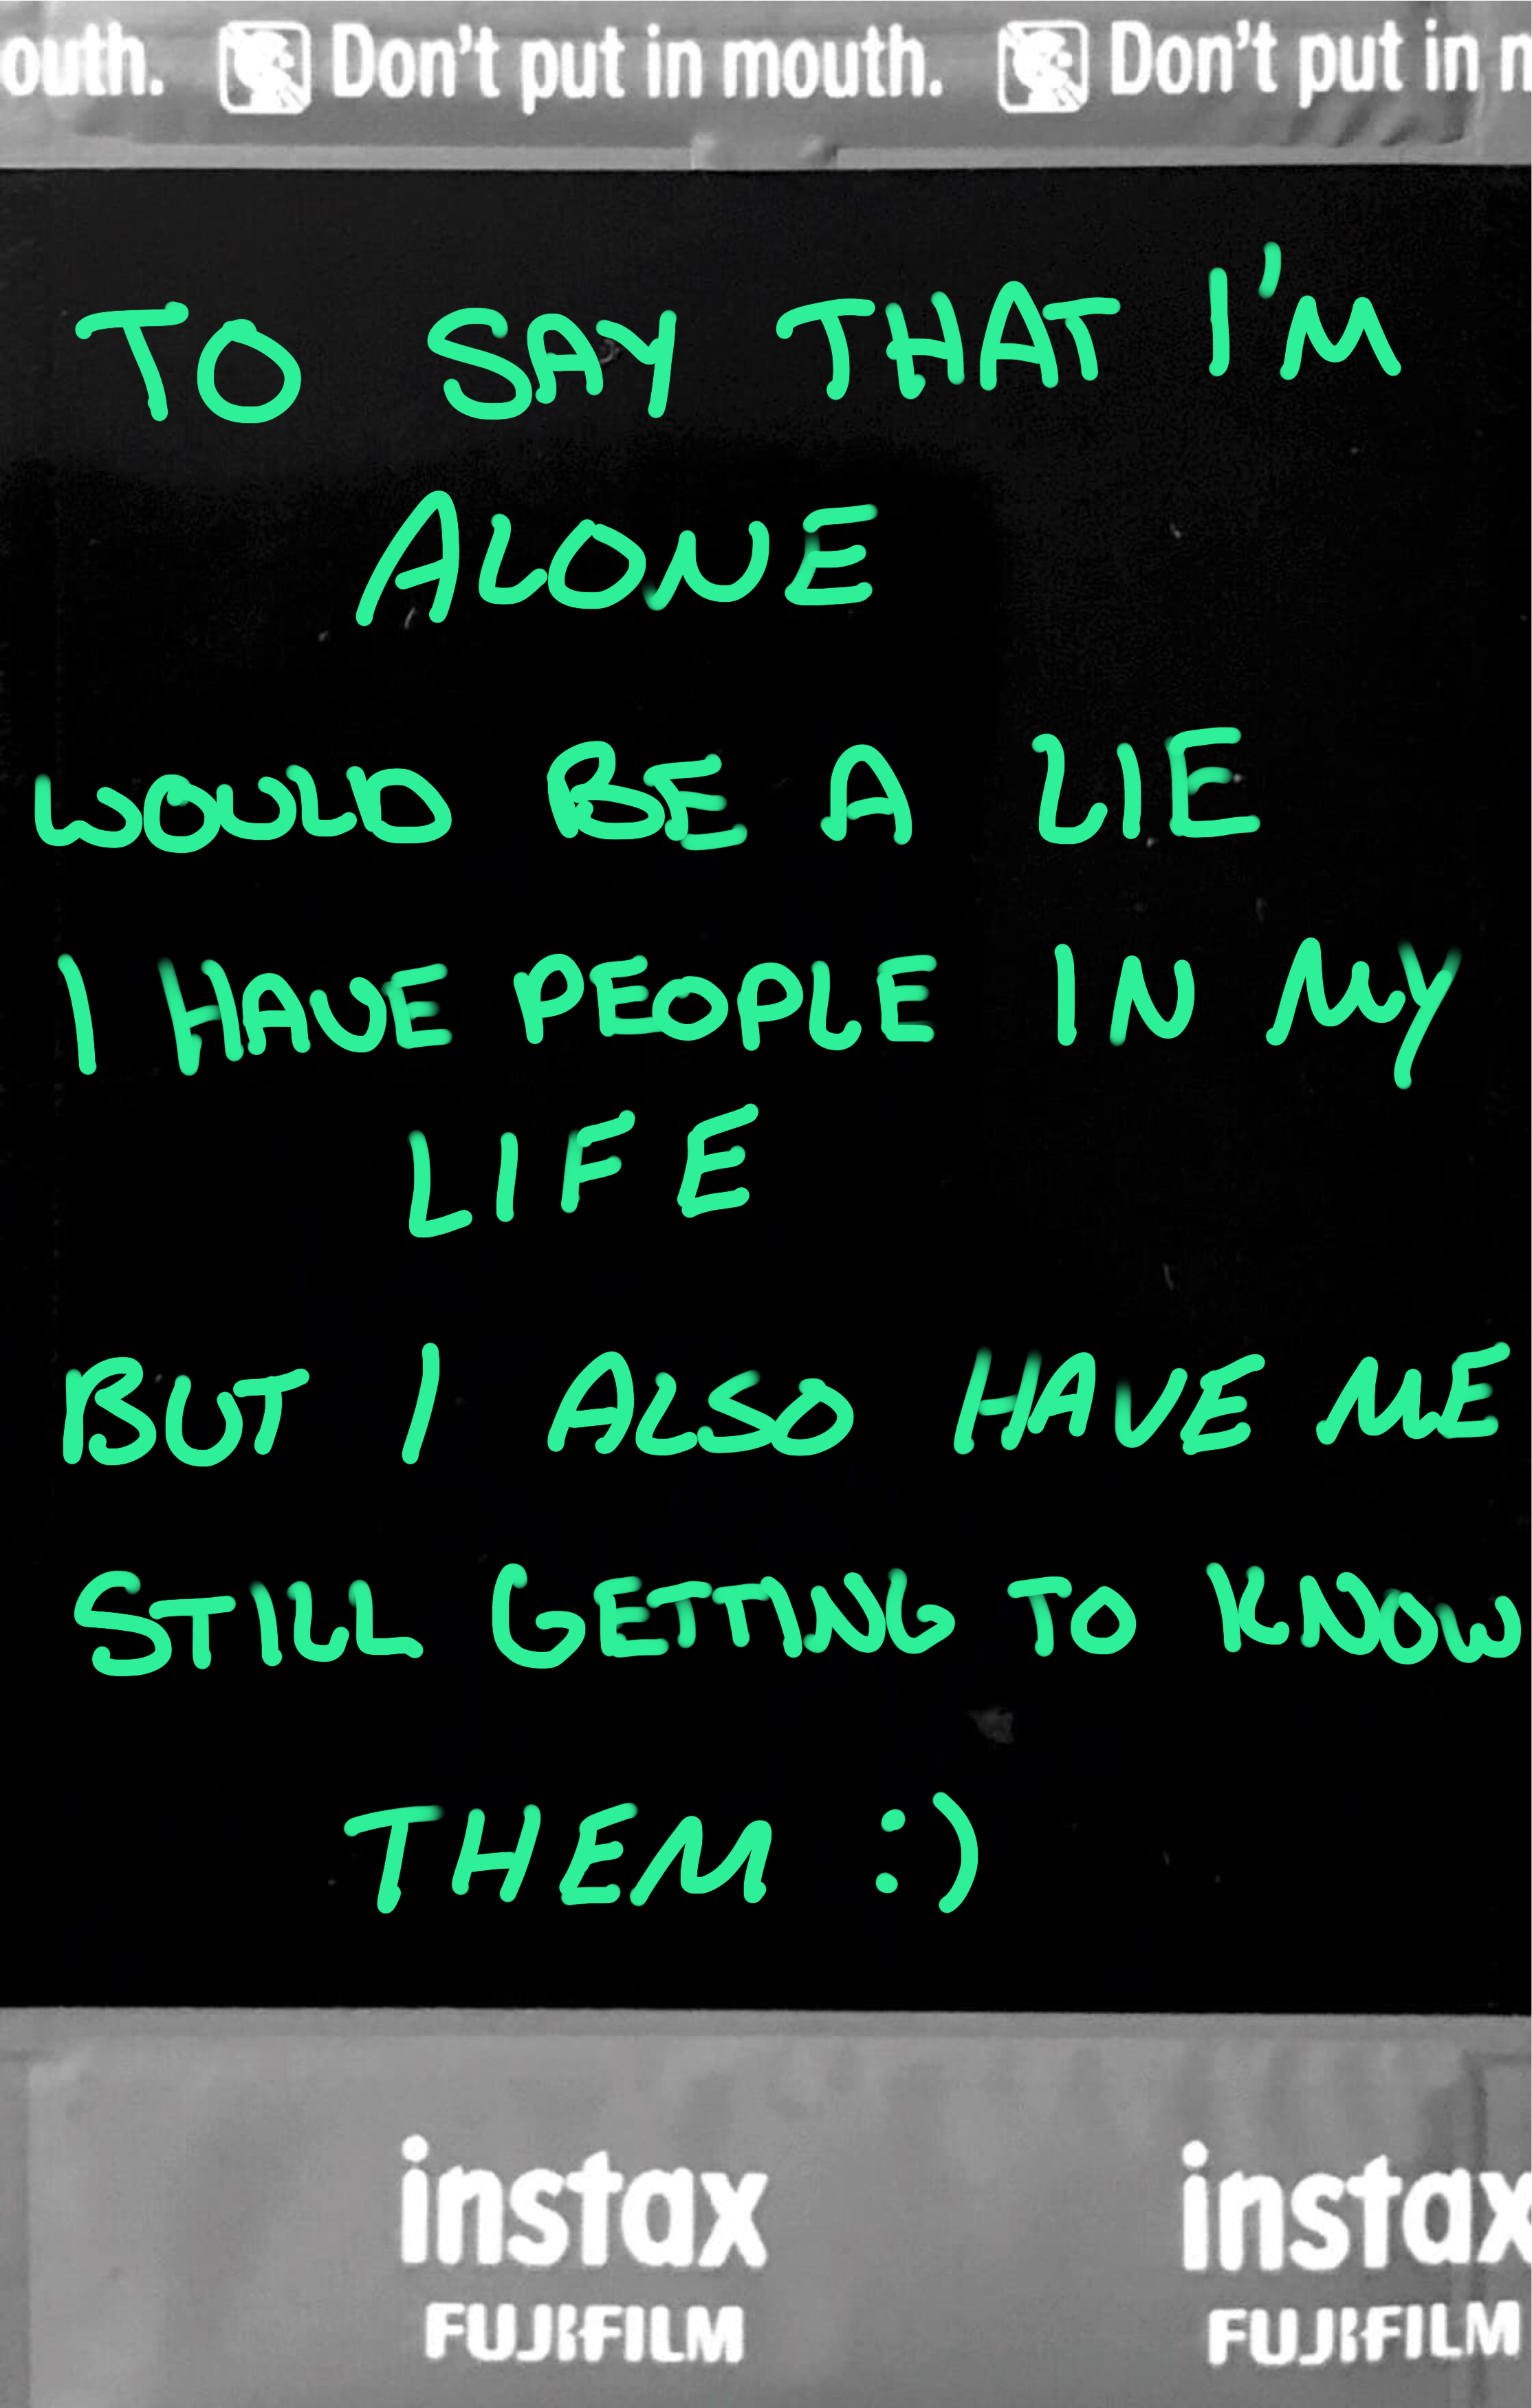 outh. Don't put in mouth. Don't put in m
TO SAY THAT I'M
ALONE
WOULD BE A LIE
I HAVE PEOPLE IN MY
LIFE
BUT I ALSO HAVE ME
STILL GETTING TO KNOW
THEM :)
instax instax
FUJIFILM FUJIFILM